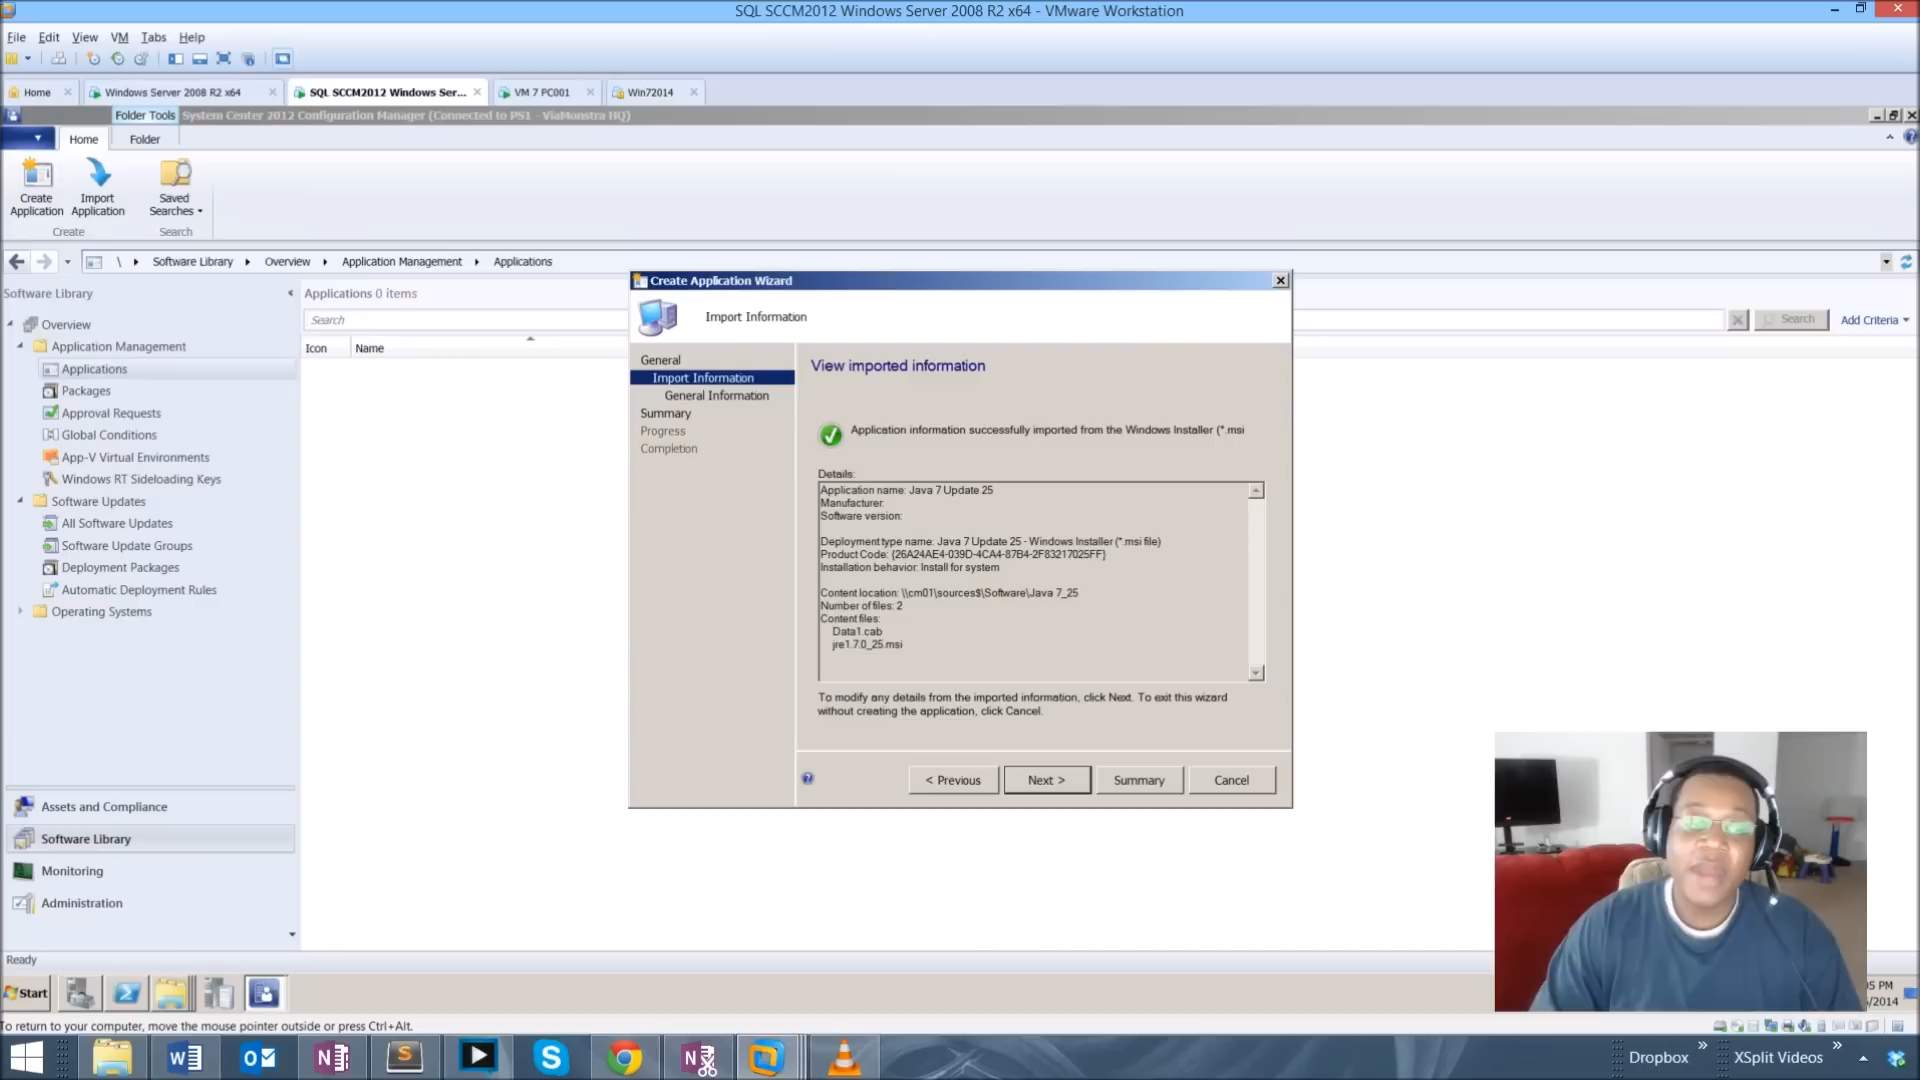 SQL SCCM2012 Windows Server 2008 R2 x64 - VMware Workstation
File Edit View VM Tabs Help
Home
Windows Server 2008 R2 x64
SQL SCCM2012 Windows Ser...
VM 7 PC001
Win72014
Folder Tools
System Center 2012 Configuration Manager (Connected to PS1 - ViaMonstra HQ)
Home
Folder
Create Application
Import Application
Saved Searches
Create
Search
\ Software Library Overview Application Management Applications
Software Library
Overview
Application Management
Applications
Packages
Approval Requests
Global Conditions
App-V Virtual Environments
Windows RT Sideloading Keys
Software Updates
All Software Updates
Software Update Groups
Deployment Packages
Automatic Deployment Rules
Operating Systems
Assets and Compliance
Software Library
Monitoring
Administration
Applications 0 items
Search
Search
Add Criteria
Icon
Name
Create Application Wizard
Import Information
General
Import Information
General Information
Summary
Progress
Completion
View imported information
Application information successfully imported from the Windows Installer (*.msi
Details:
Application name: Java 7 Update 25
Manufacturer:
Software version:
Deployment type name: Java 7 Update 25 - Windows Installer (*.msi file)
Product Code: {26A24AE4-039D-4CA4-87B4-2F83217025FF}
Installation behavior: Install for system
Content location: \\cm01\sources$\Software\Java 7_25
Number of files: 2
Content files:
Data1.cab
jre1.7.0_25.msi
To modify any details from the imported information, click Next. To exit this wizard
without creating the application, click Cancel.
< Previous
Next >
Summary
Cancel
Ready
Start
05 PM
/2014
To return to your computer, move the mouse pointer outside or press Ctrl+Alt.
Dropbox
XSplit Videos